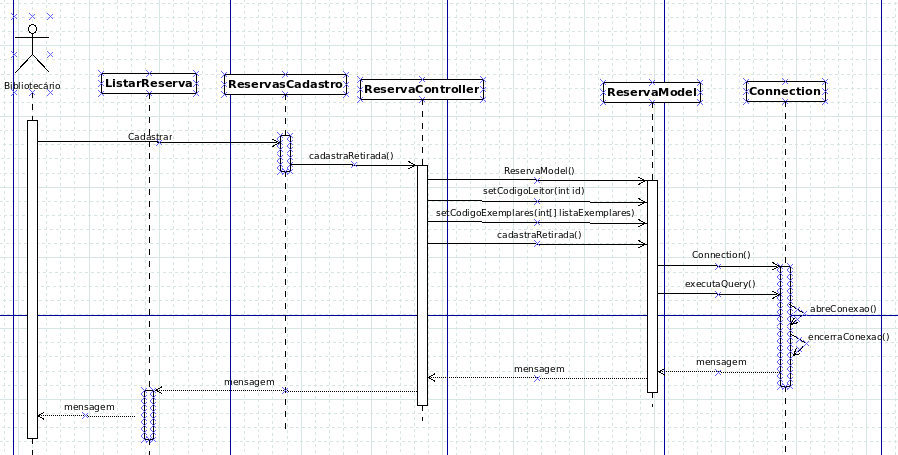 Bibliotecário
ListarReserva
ReservasCadastro
ReservaController
ReservaModel
Connection
Cadastrar
cadastraRetirada()
ReservaModel()
setCodigoLeitor(int id)
setCodigoExemplares(int[] listaExemplares)
cadastraRetirada()
Connection()
executaQuery()
abreConexao()
encerraConexao()
mensagem
mensagem
mensagem
mensagem